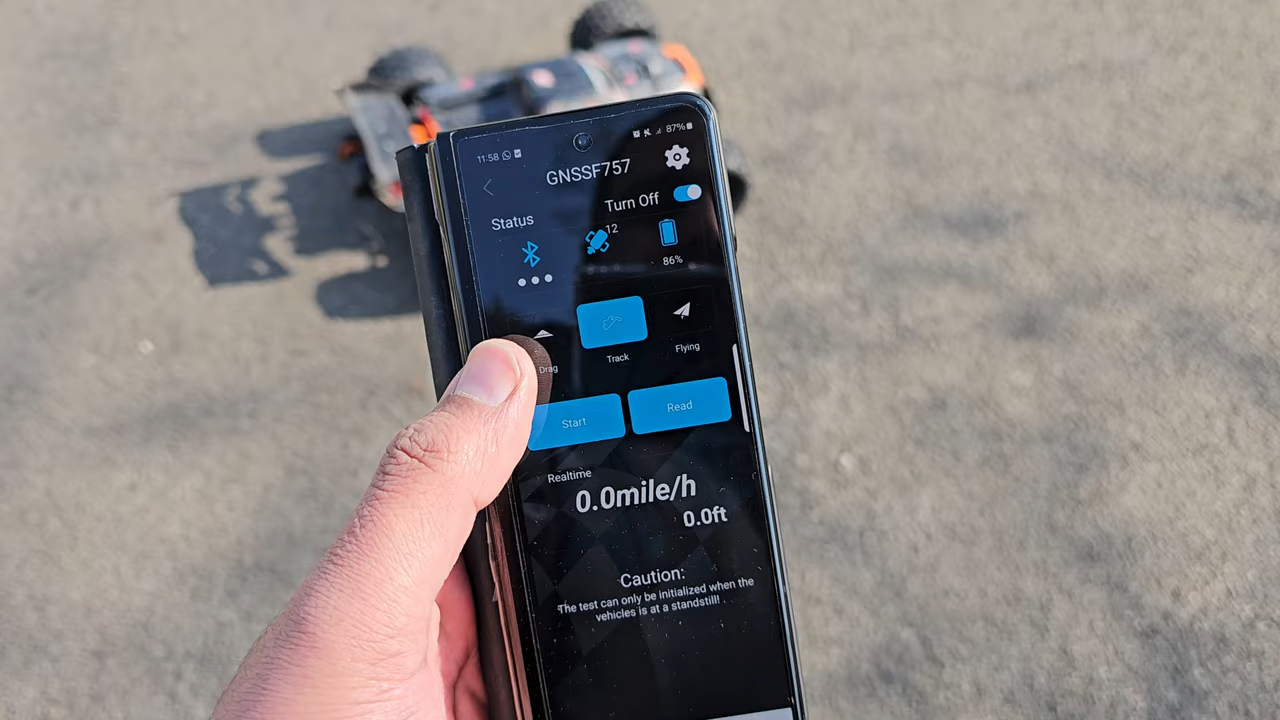 11:58
87%
GNSSF757
Turn Off
Status
12
86%
Drag
Track
Flying
Start
Read
Realtime
0.0mile/h
0.0ft
Caution:
The test can only be initialized when the
vehicles is at a standstill!